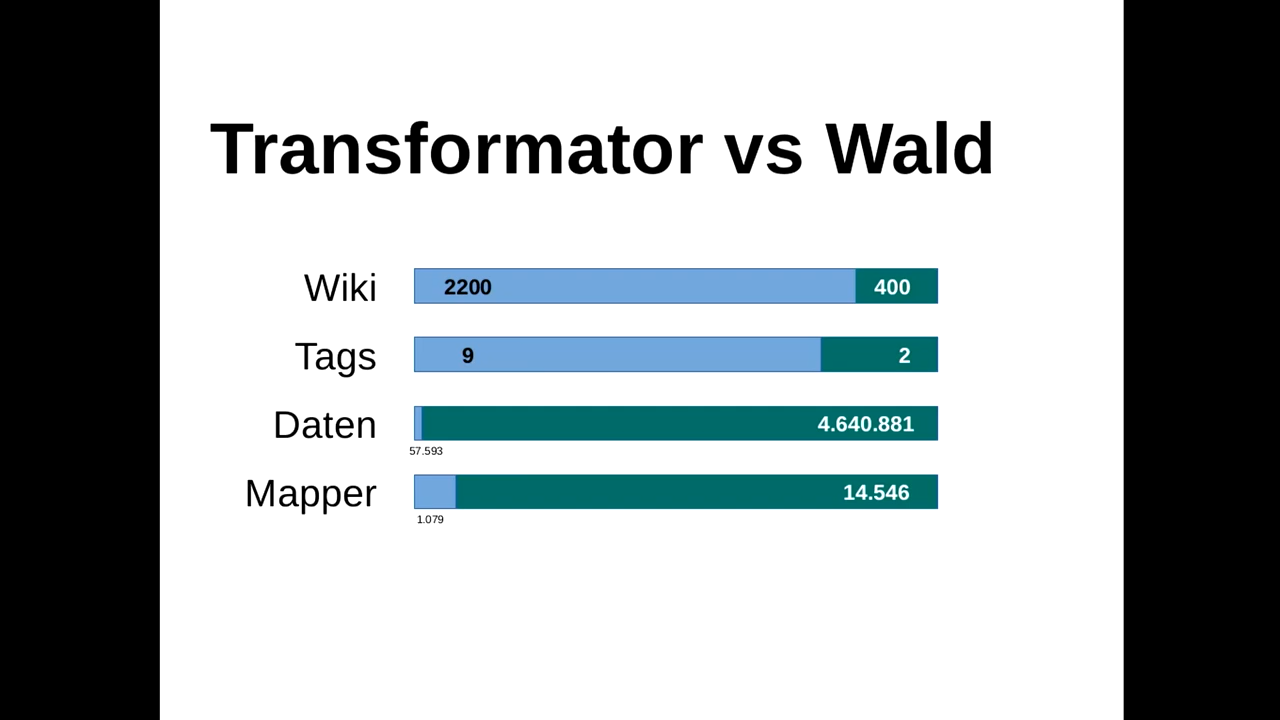 Transformator vs Wald
Wiki 2200 400
Tags 9 2
Daten 4.640.881
57.593
Mapper 14.546
1.079